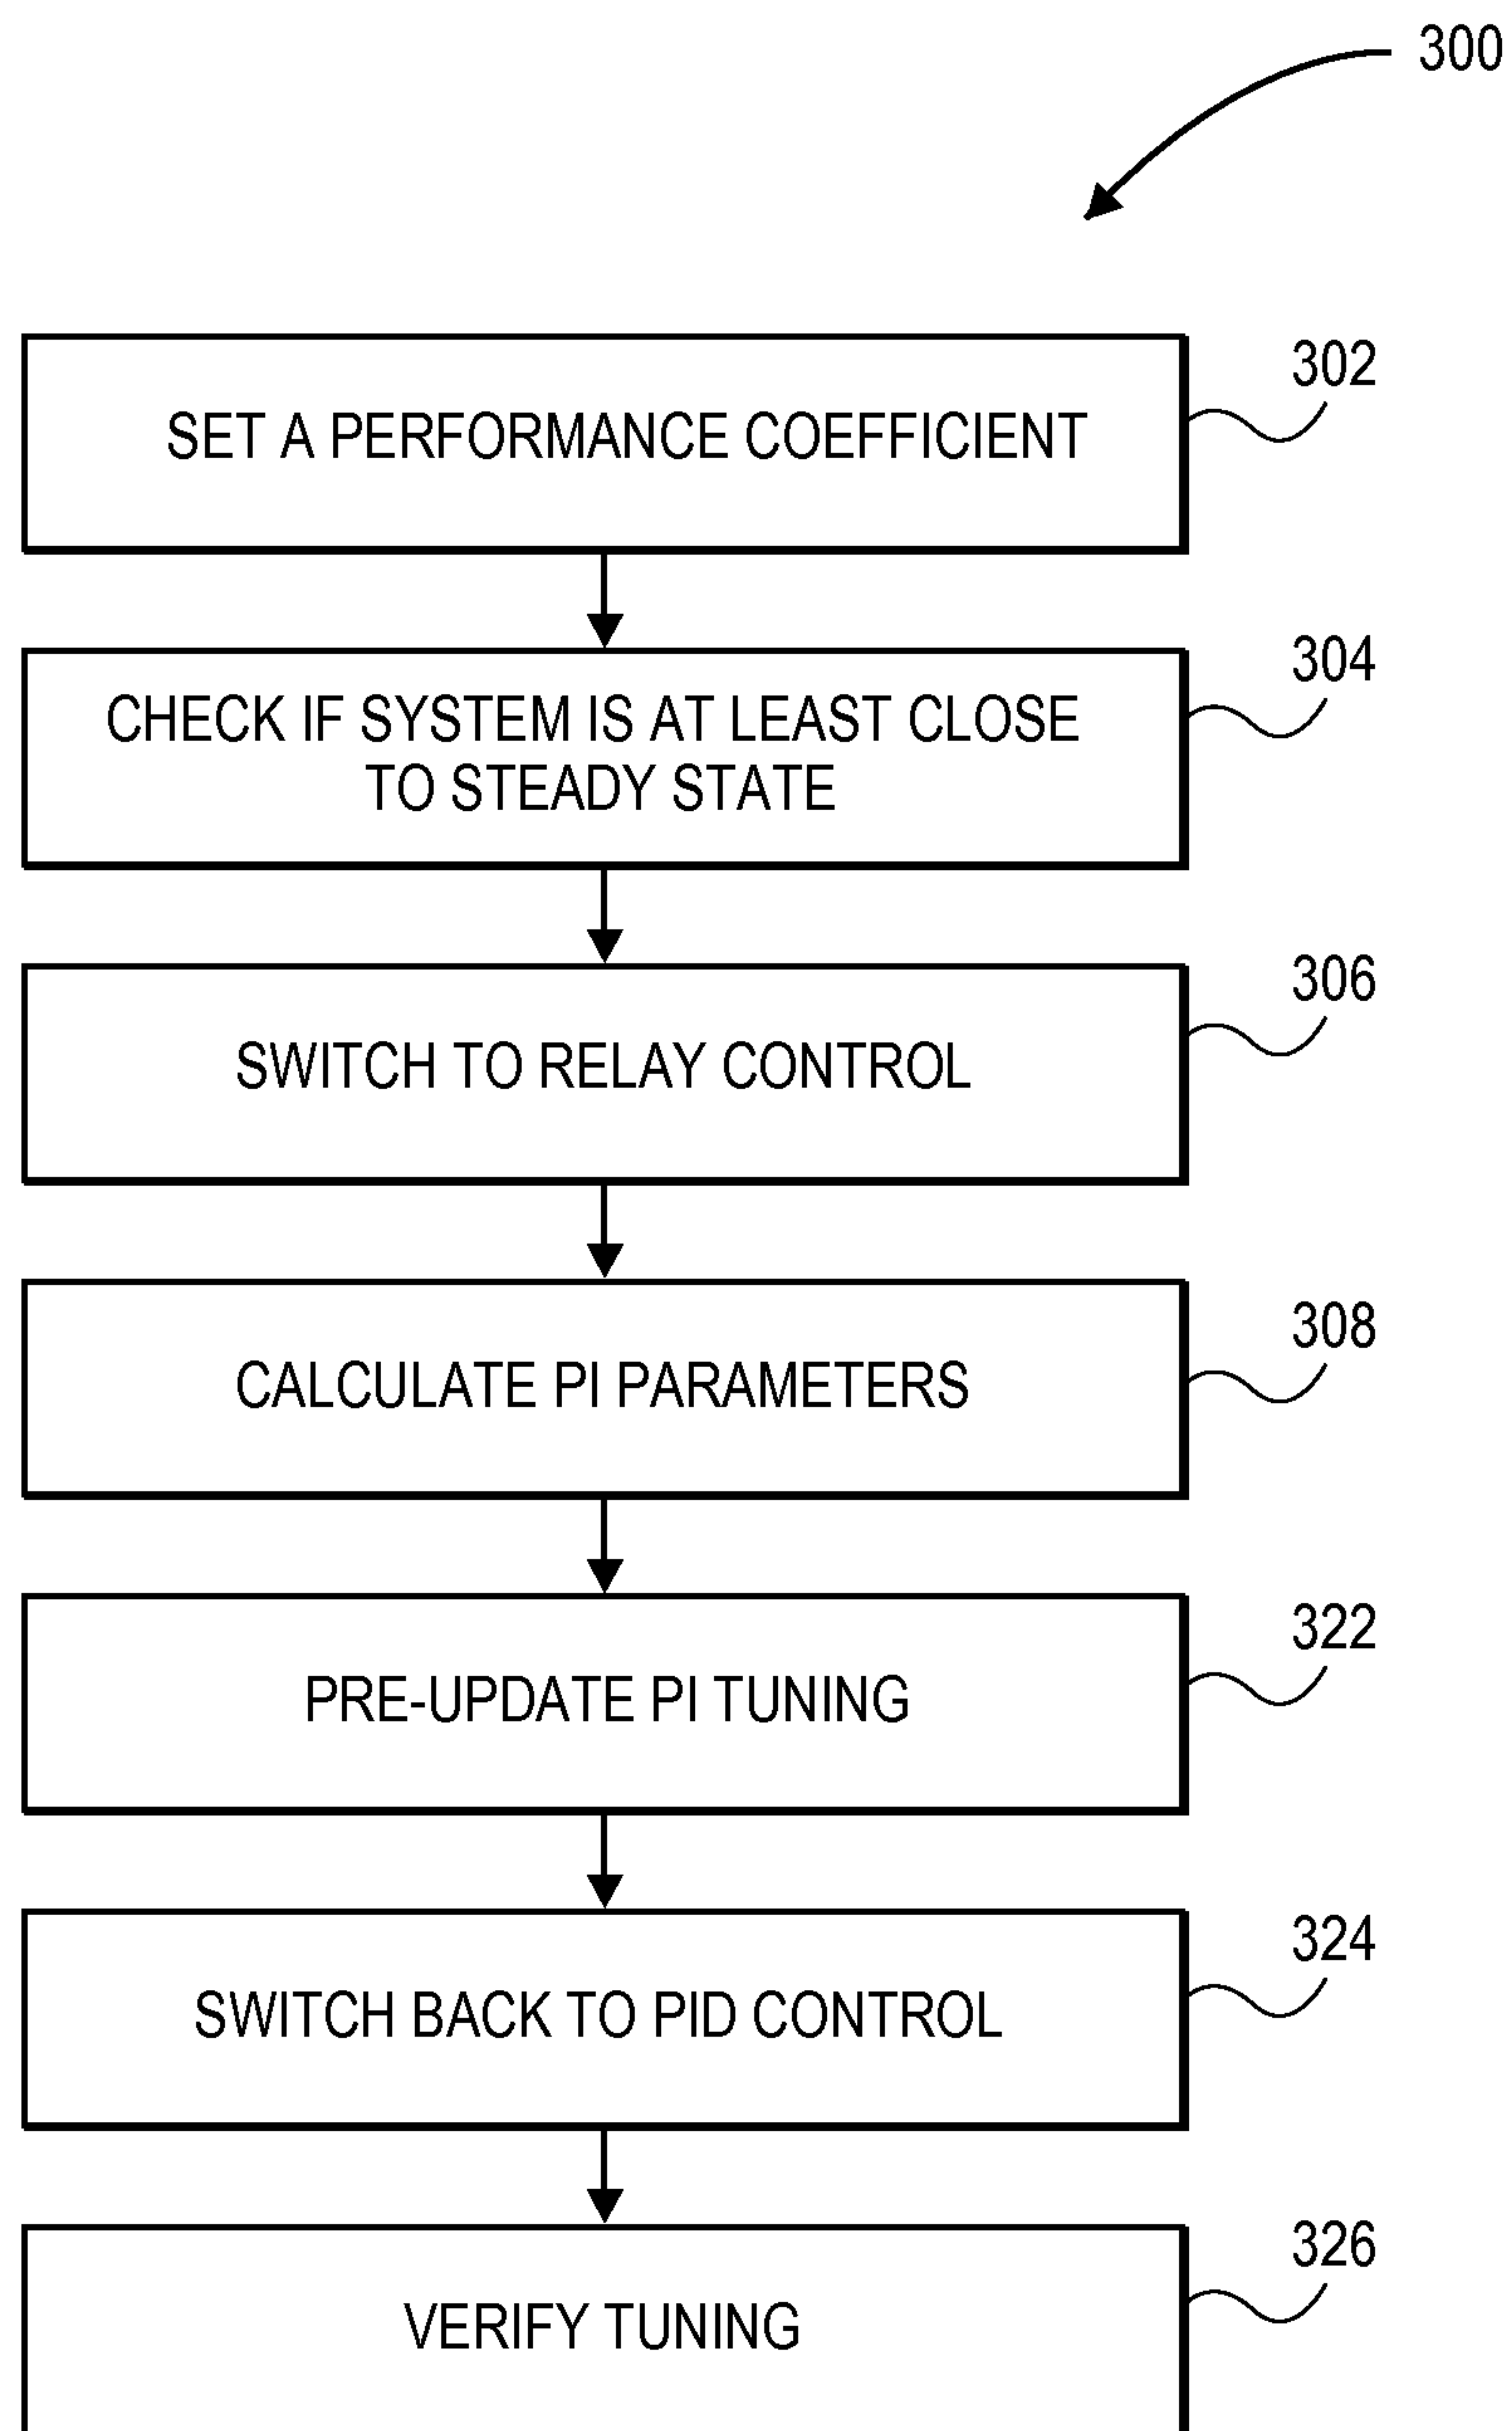 300
SET A PERFORMANCE COEFFICIENT
302
CHECK IF SYSTEM IS AT LEAST CLOSE
TO STEADY STATE
304
SWITCH TO RELAY CONTROL
306
CALCULATE PI PARAMETERS
308
PRE-UPDATE PI TUNING
322
SWITCH BACK TO PID CONTROL
324
VERIFY TUNING
326